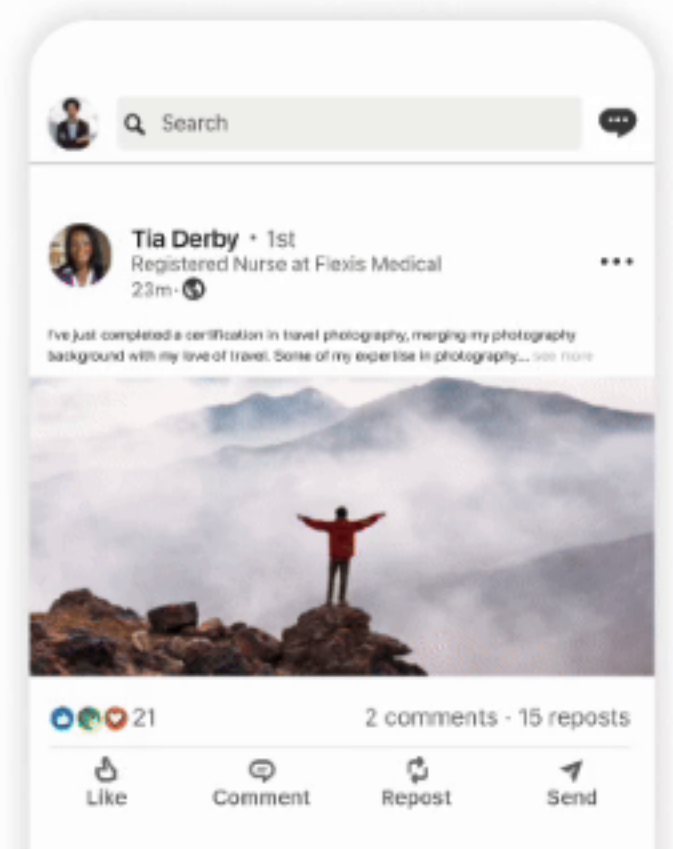 Search
Tia Derby • 1st
Registered Nurse at Flexis Medical
23m •
I've just completed a certification in travel photography, merging my photography
background with my love of travel. Some of my expertise in photography... see more
21
2 comments · 15 reposts
Like Comment Repost Send